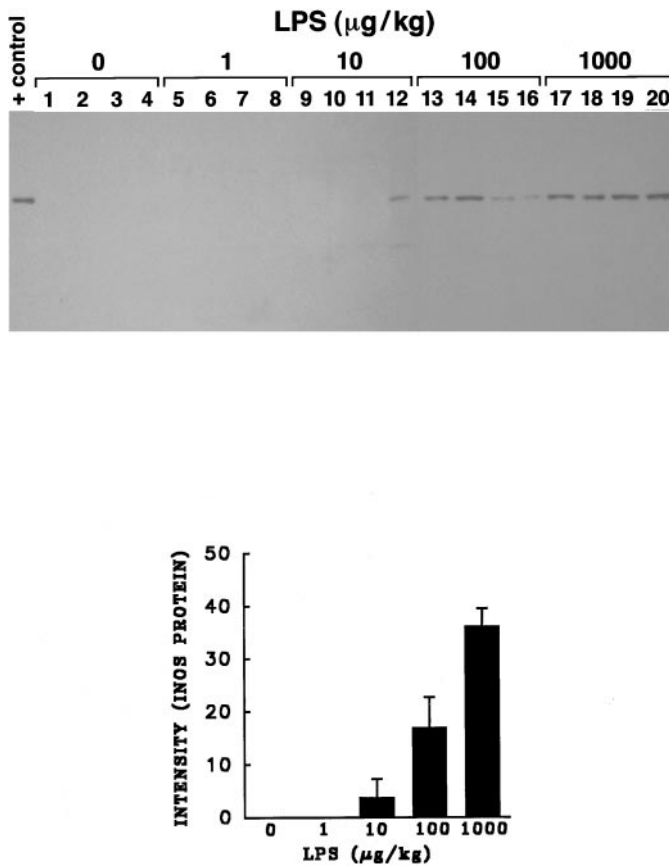 LPS (μg/kg)
+ control
0 1 10 100 1000
1 2 3 4 5 6 7 8 9 10 11 12 13 14 15 16 17 18 19 20
INTENSITY (INOS PROTEIN)
50
40
30
20
10
0
0 1 10 100 1000
LPS (μg/kg)